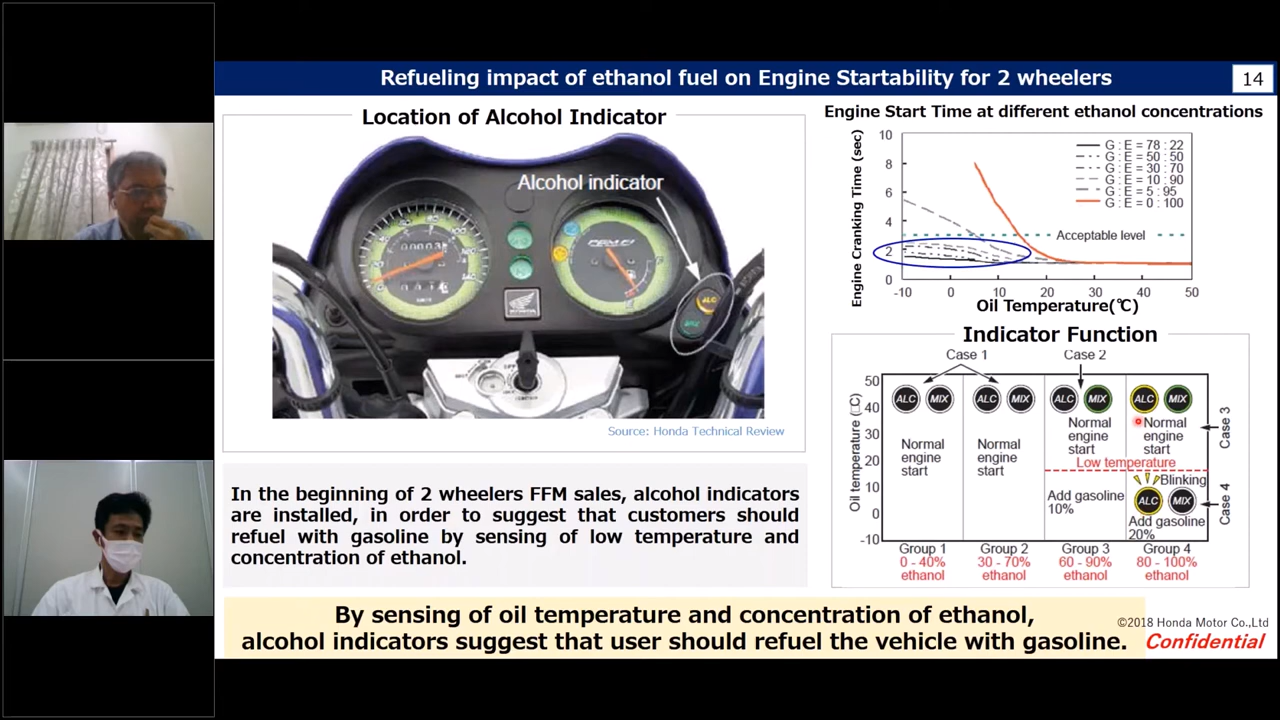 Refueling impact of ethanol fuel on Engine Startability for 2 wheelers
14
Location of Alcohol Indicator
Alcohol indicator
ALC
Source: Honda Technical Review
In the beginning of 2 wheelers FFM sales, alcohol indicators
are installed, in order to suggest that customers should
refuel with gasoline by sensing of low temperature and
concentration of ethanol.
Engine Start Time at different ethanol concentrations
Engine Cranking Time (sec)
10
8
6
4
2
0
G : E = 78 : 22
G : E = 50 : 50
G : E = 30 : 70
G : E = 10 : 90
G : E = 5 : 95
G : E = 0 : 100
Acceptable level
-10 0 10 20 30 40 50
Oil Temperature(℃)
Indicator Function
Case 1
Case 2
Oil temperature (□C)
50
40
30
20
10
0
-10
ALC MIX ALC MIX ALC MIX ALC MIX
Normal
engine
start
Normal
engine
start
Normal
engine
start
Normal
engine
start
Case 3
Low temperature
Add gasoline
10%
Blinking
ALC MIX
Add gasoline
20%
Case 4
Group 1
0 - 40%
ethanol
Group 2
30 - 70%
ethanol
Group 3
60 - 90%
ethanol
Group 4
80 - 100%
ethanol
By sensing of oil temperature and concentration of ethanol,
alcohol indicators suggest that user should refuel the vehicle with gasoline.
©2018 Honda Motor Co.,Ltd
Confidential